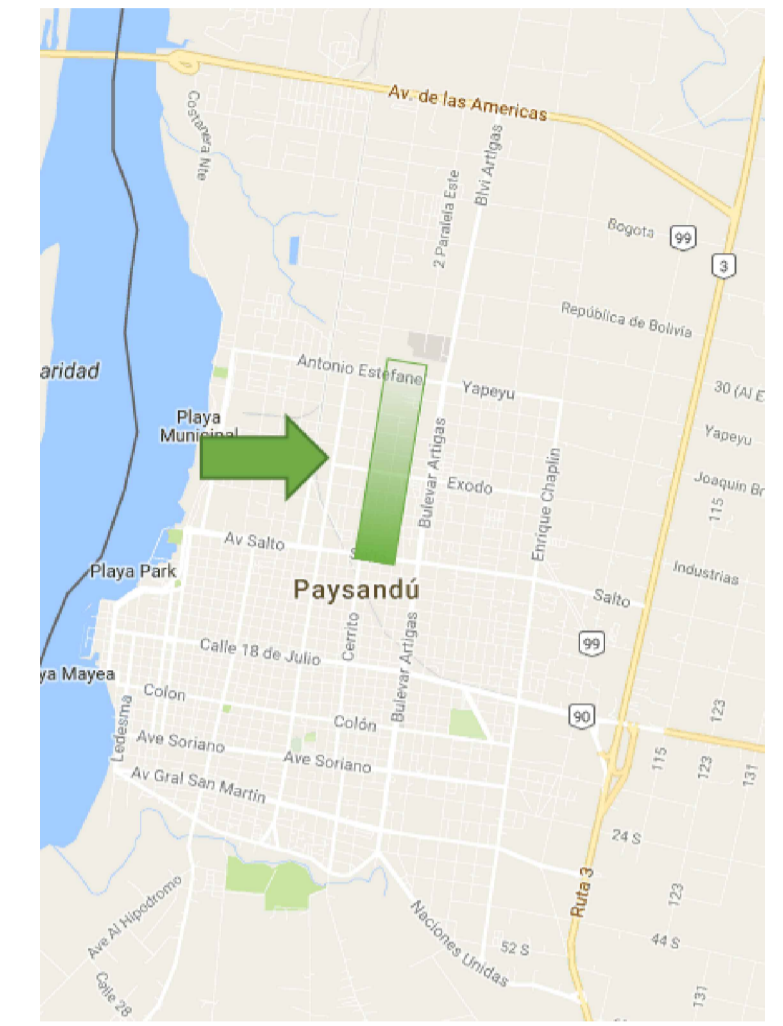 Av. de las Americas
Costanera Nte
Blvi Artigas
2 Paralela Este
Bogota
99
3
República de Bolivia
aridad
Antonio Estefane
Yapeyu
30 (Al E
Playa
Municipal
Yapeyu
Bulevar Artigas
Exodo
Enrique Chaplin
Joaquin Br
115
Av Salto
Playa Park
Industrias
Paysandú
Salto
Cerrito
Bulevar Artigas
99
Calle 18 de Julio
ya Mayea
Colon
Ledesma
Colón
90
123
Ave Soriano
Ave Soriano
115
123
131
Av Gral San Martín
24 S
Ruta 3
123
Ave Al Hipodromo
Naciones Unidas
52 S
44 S
Calle 28
131